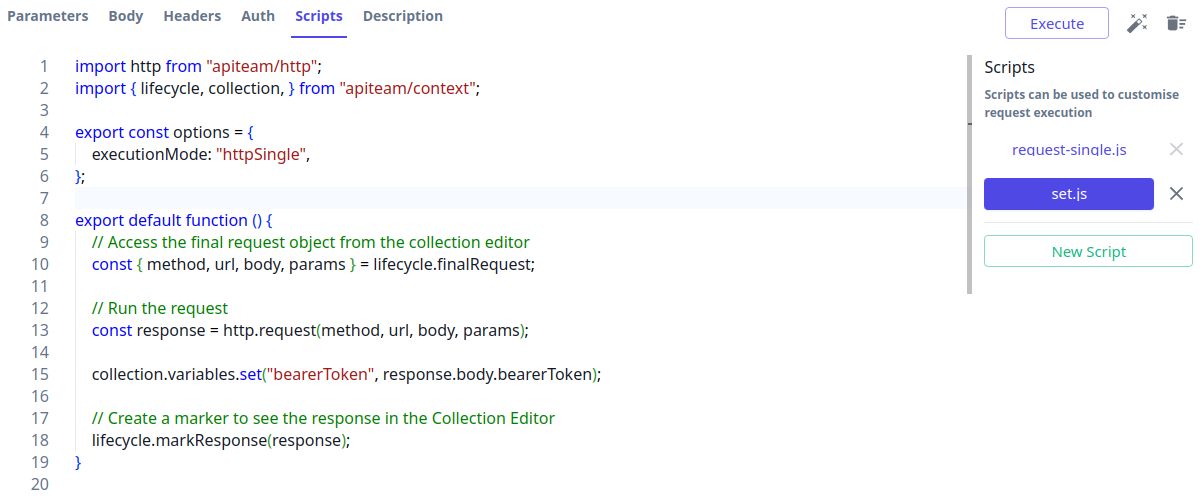 Parameters Body Headers Auth Scripts Description
Execute
1 import http from "apiteam/http";
2 import { lifecycle, collection, } from "apiteam/context";
3
4 export const options = {
5 executionMode: "httpSingle",
6 };
7
8 export default function () {
9 // Access the final request object from the collection editor
10 const { method, url, body, params } = lifecycle.finalRequest;
11
12 // Run the request
13 const response = http.request(method, url, body, params);
14
15 collection.variables.set("bearerToken", response.body.bearerToken);
16
17 // Create a marker to see the response in the Collection Editor
18 lifecycle.markResponse(response);
19 }
20
Scripts
Scripts can be used to customise
request execution
request-single.js
set.js
New Script